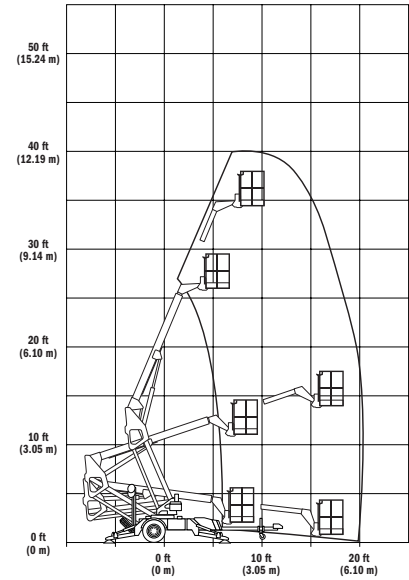 50 ft
(15.24 m)
40 ft
(12.19 m)
30 ft
(9.14 m)
20 ft
(6.10 m)
10 ft
(3.05 m)
0 ft
(0 m)
0 ft
(0 m)
10 ft
(3.05 m)
20 ft
(6.10 m)